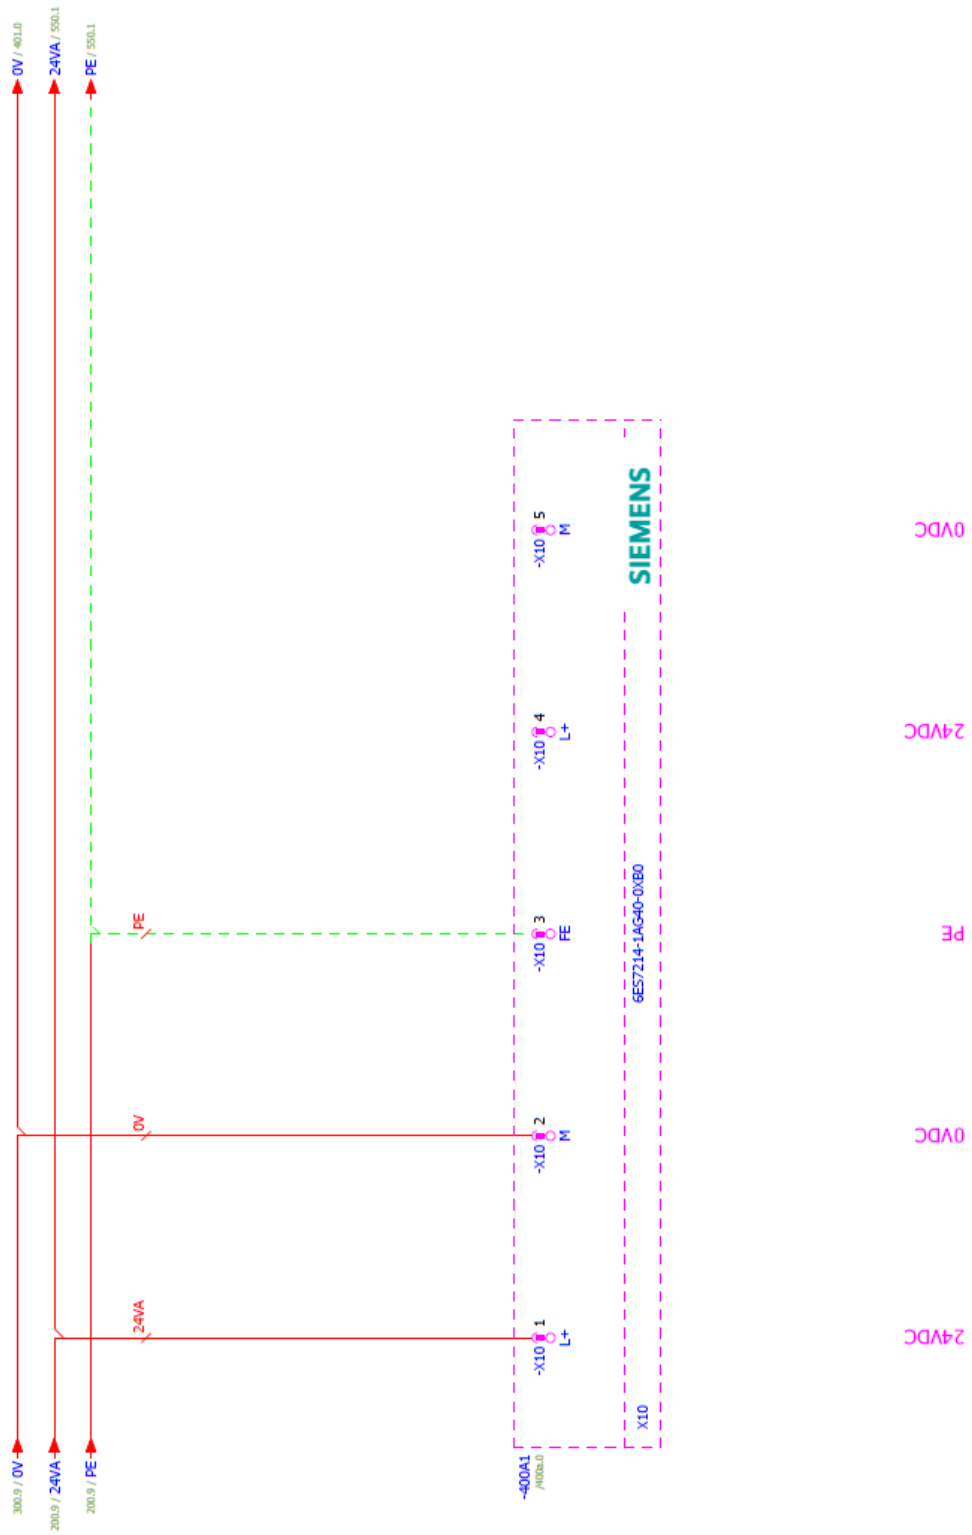 300.9 / 0V
0V / 401.0
200.9 / 24VA
24VA / 550.1
200.9 / PE
PE / 550.1
24VA
0V
PE
-400A1
/400a.0
-X10 1
L+
-X10 2
M
-X10 3
FE
-X10 4
L+
-X10 5
M
X10
6ES7214-1AG40-0XB0
SIEMENS
24VDC
0VDC
PE
24VDC
0VDC